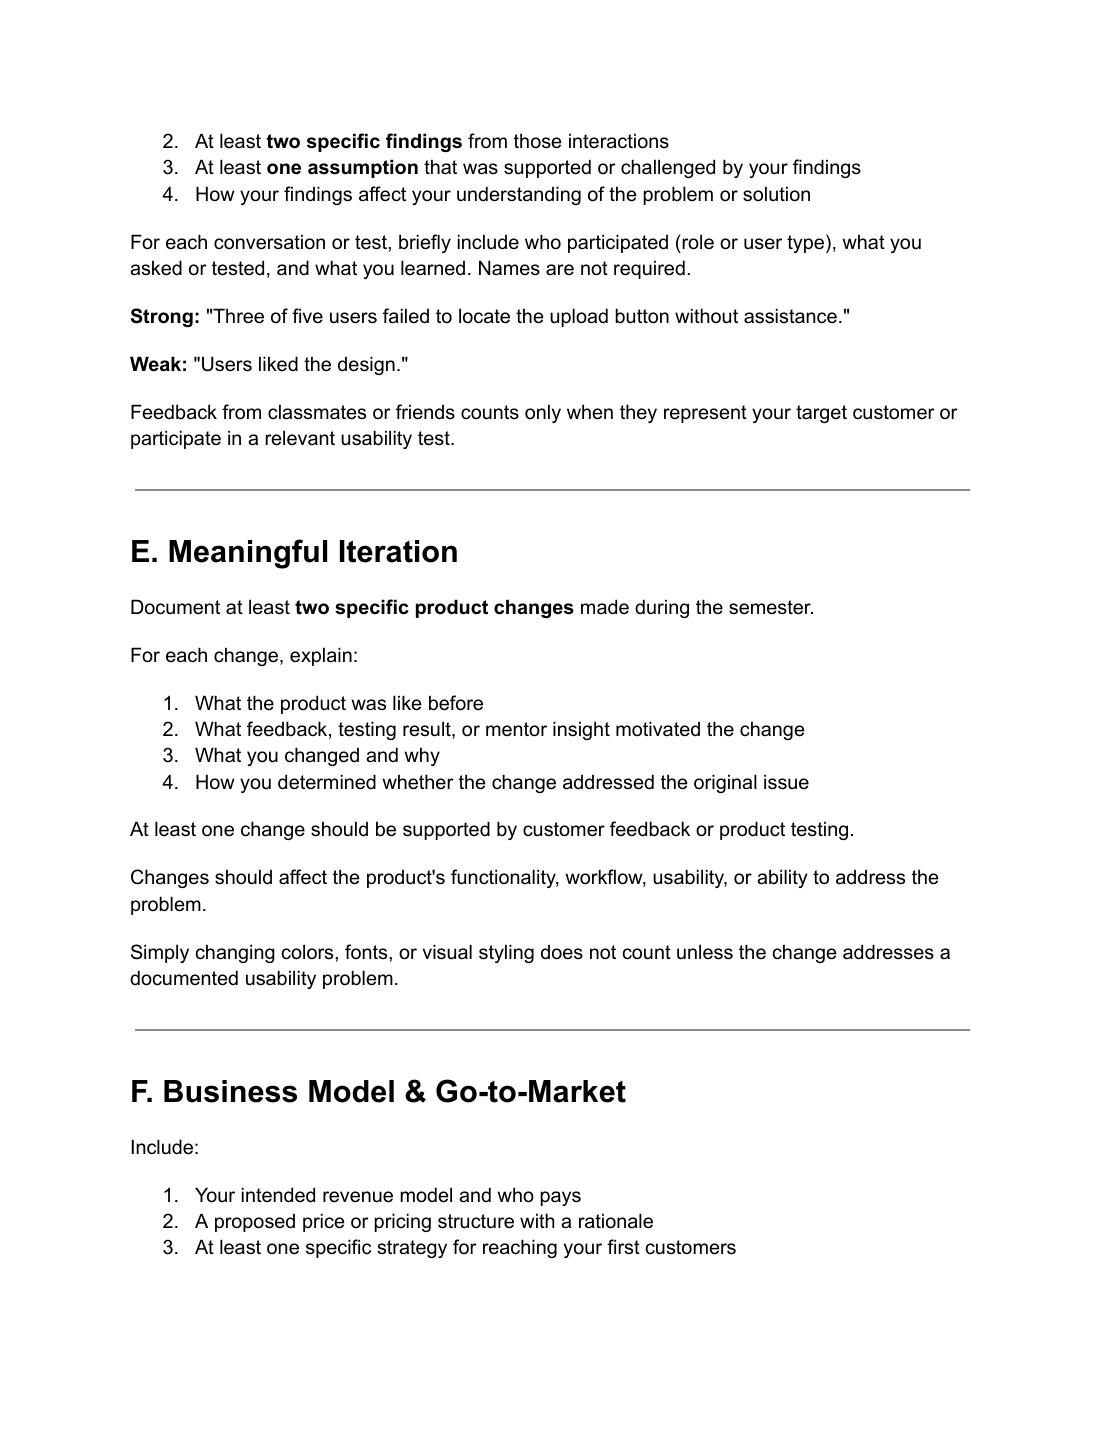 2. At least two specific findings from those interactions
3. At least one assumption that was supported or challenged by your findings
4. How your findings affect your understanding of the problem or solution
For each conversation or test, briefly include who participated (role or user type), what you
asked or tested, and what you learned. Names are not required.
Strong: "Three of five users failed to locate the upload button without assistance."
Weak: "Users liked the design."
Feedback from classmates or friends counts only when they represent your target customer or
participate in a relevant usability test.
E. Meaningful Iteration
Document at least two specific product changes made during the semester.
For each change, explain:
1. What the product was like before
2. What feedback, testing result, or mentor insight motivated the change
3. What you changed and why
4. How you determined whether the change addressed the original issue
At least one change should be supported by customer feedback or product testing.
Changes should affect the product's functionality, workflow, usability, or ability to address the
problem.
Simply changing colors, fonts, or visual styling does not count unless the change addresses a
documented usability problem.
F. Business Model & Go-to-Market
Include:
1. Your intended revenue model and who pays
2. A proposed price or pricing structure with a rationale
3. At least one specific strategy for reaching your first customers